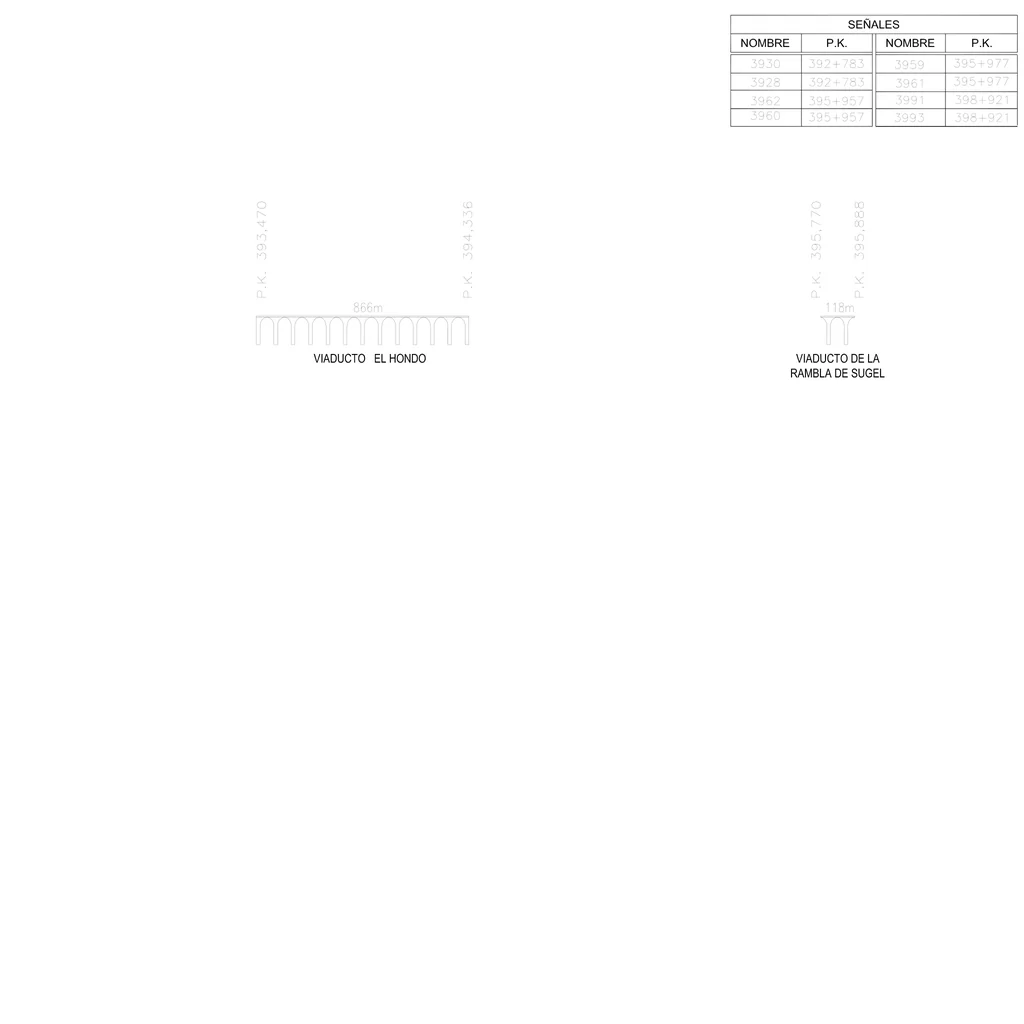 SEÑALES
NOMBRE P.K. NOMBRE P.K.
3930 392+783 3959 395+977
3928 392+783 3961 395+977
3962 395+957 3991 398+921
3960 395+957 3993 398+921
P.K. 393,470
P.K. 394,336
P.K. 395,770
P.K. 395,888
866m
118m
VIADUCTO EL HONDO
VIADUCTO DE LA
RAMBLA DE SUGEL